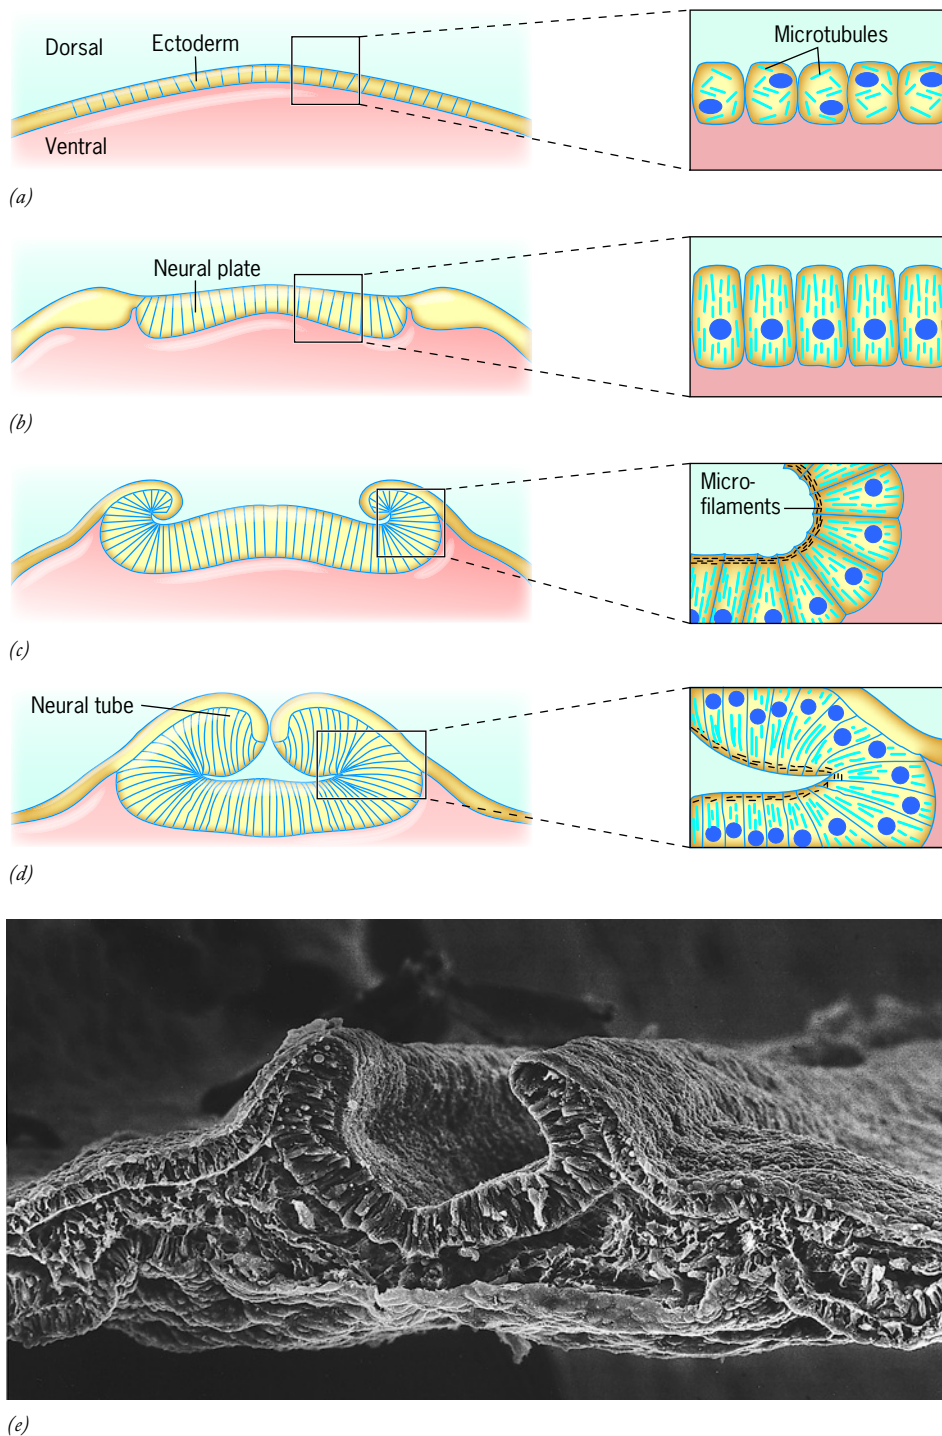 Dorsal
Ectoderm
Microtubules
Ventral
(a)
Neural plate
(b)
Micro-
filaments
(c)
Neural tube
(d)
(e)